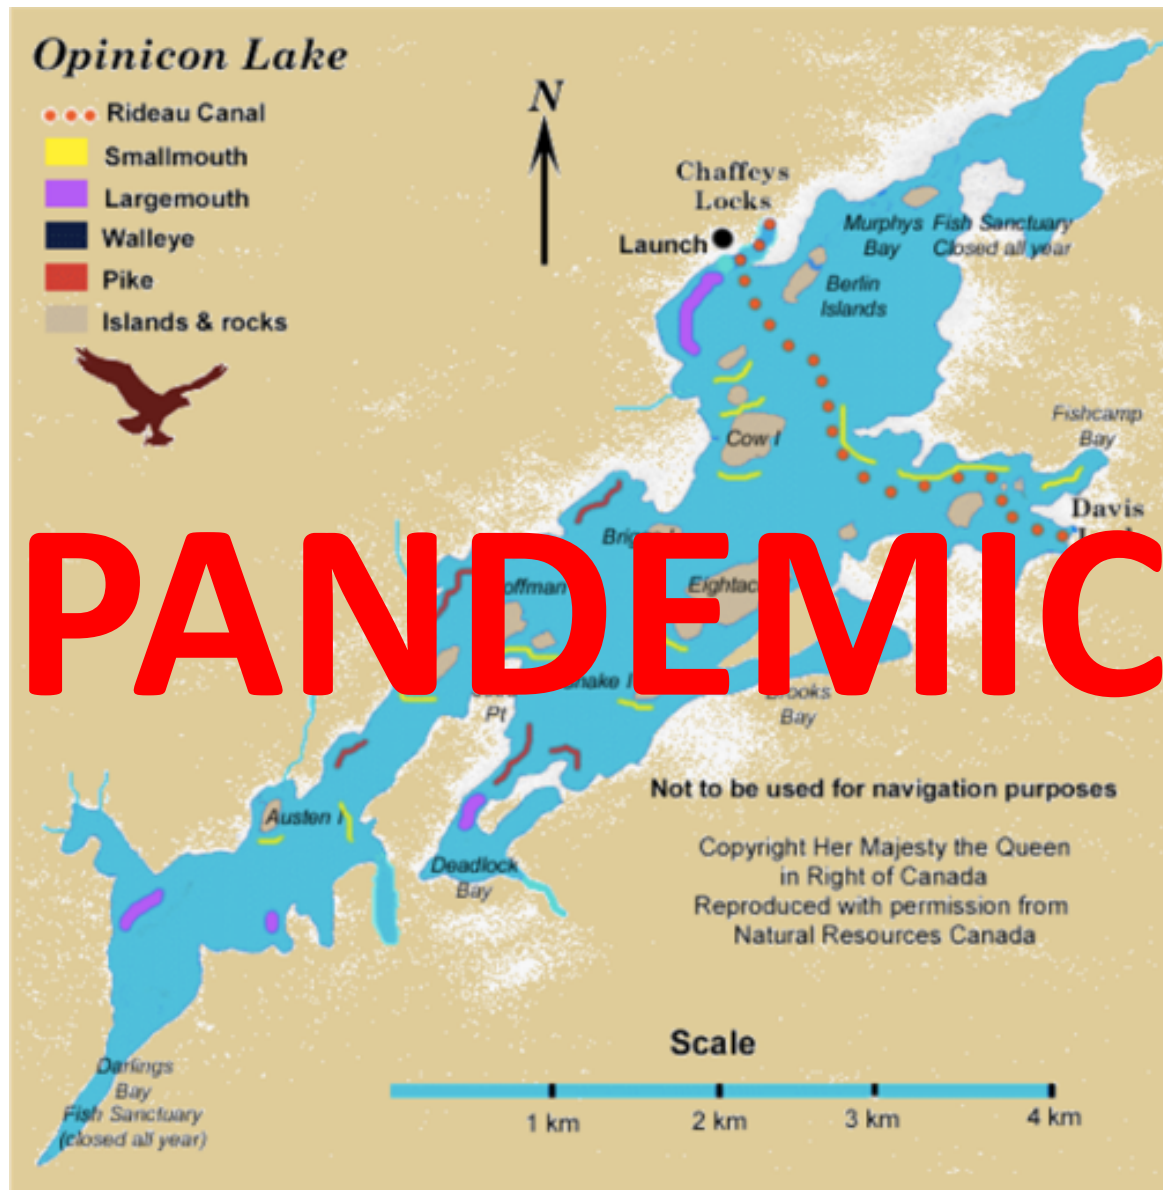 Opinicon Lake
Rideau Canal
Smallmouth
Largemouth
Walleye
Pike
Islands & rocks
N
Chaffeys
Locks
Launch
Murphys
Bay
Fish Sanctuary
Closed all year
Berlin
Islands
Cow I
Fishcamp
Bay
Davis
PANDEMIC
Pt
Bay
Austen I
Deadlock
Bay
Not to be used for navigation purposes
Copyright Her Majesty the Queen
in Right of Canada
Reproduced with permission from
Natural Resources Canada
Scale
1 km
2 km
3 km
4 km
Darlings
Bay
Fish Sanctuary
(closed all year)